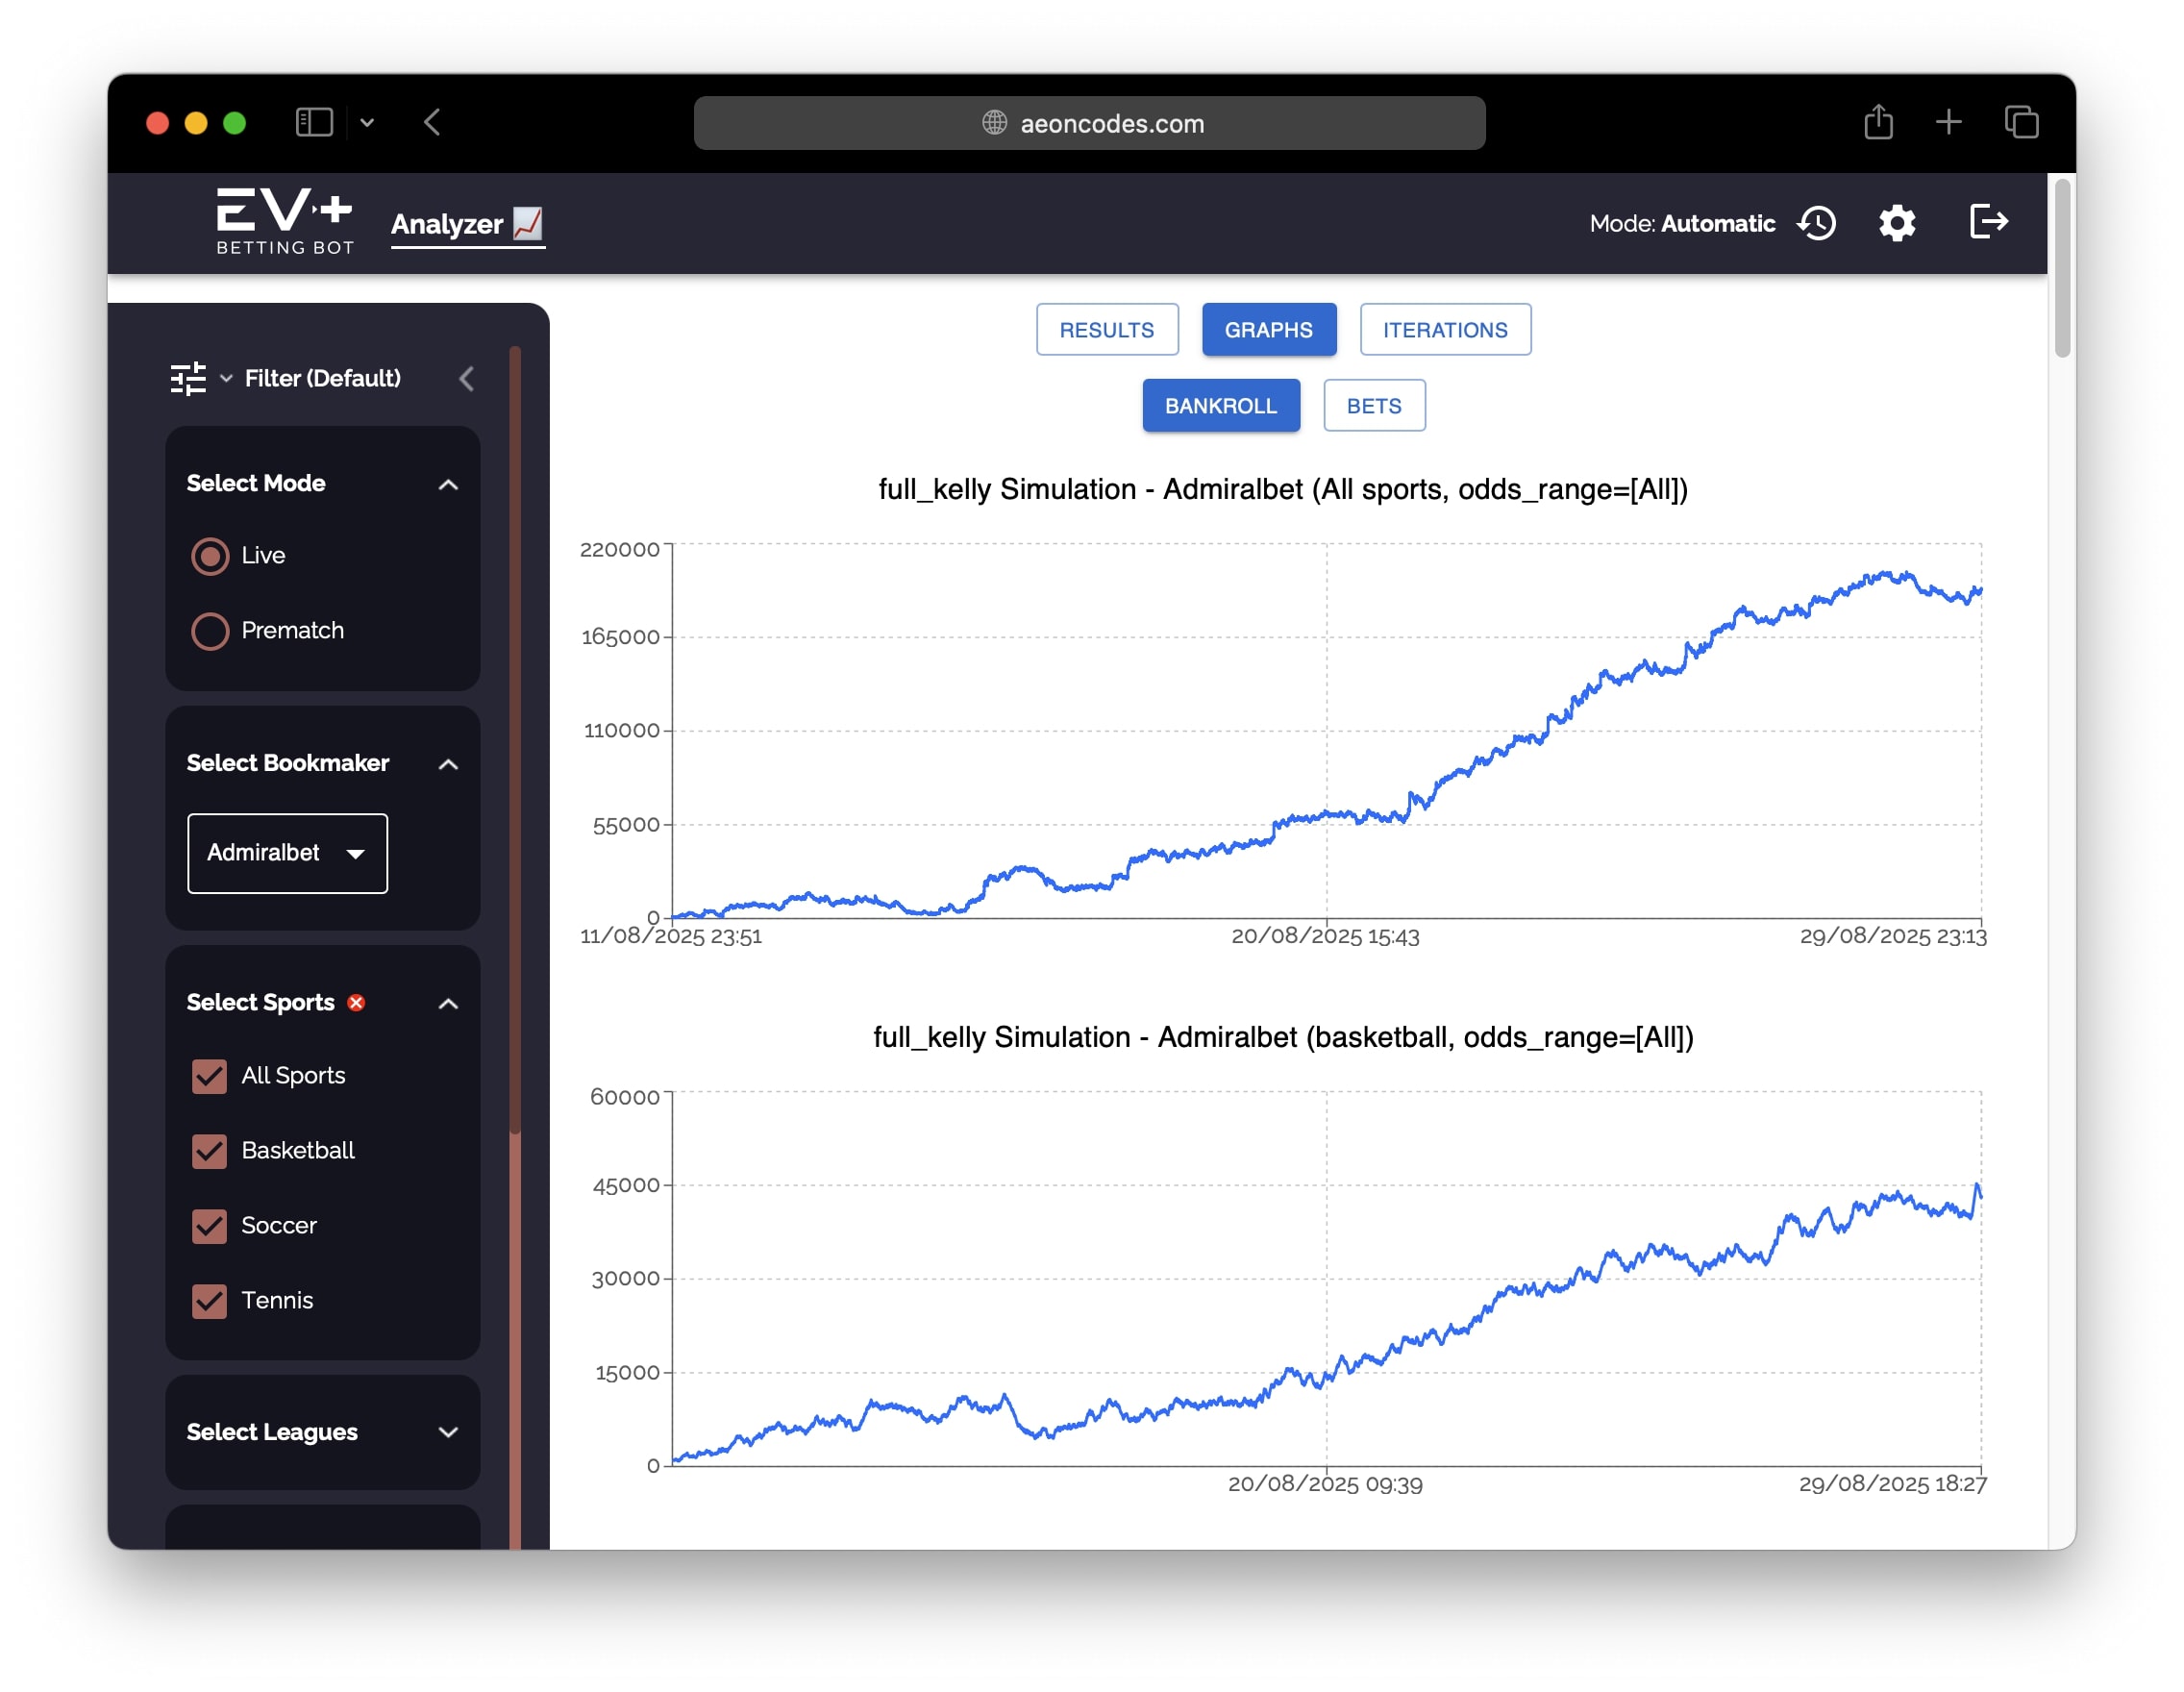 aeoncodes.com
EV+
BETTING BOT
Analyzer
Mode: Automatic
Filter (Default)
Select Mode
Live
Prematch
Select Bookmaker
Admiralbet
Select Sports
All Sports
Basketball
Soccer
Tennis
Select Leagues
RESULTS GRAPHS ITERATIONS
BANKROLL BETS
full_kelly Simulation - Admiralbet (All sports, odds_range=[All])
220000
165000
110000
55000
0
11/08/2025 23:51 20/08/2025 15:43 29/08/2025 23:13
full_kelly Simulation - Admiralbet (basketball, odds_range=[All])
60000
45000
30000
15000
0
20/08/2025 09:39 29/08/2025 18:27